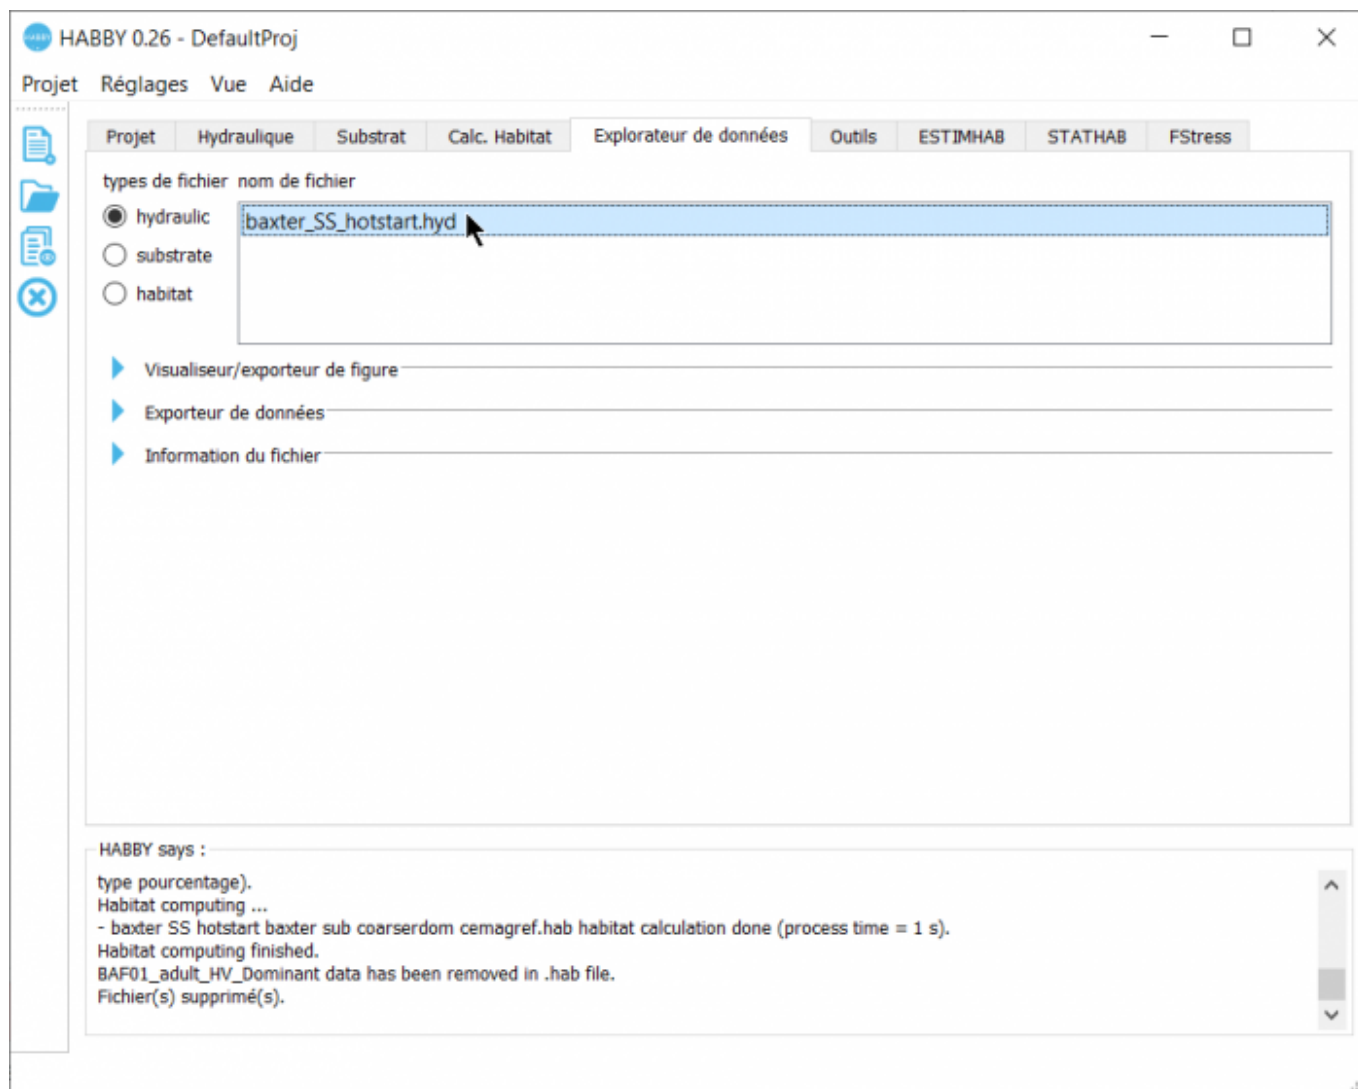 HABBY 0.26 - DefaultProj
Projet Réglages Vue Aide
Projet Hydraulique Substrat Calc. Habitat Explorateur de données Outils ESTIMHAB STATHAB FStress
types de fichier nom de fichier
hydraulic baxter_SS_hotstart.hyd
substrate
habitat
Visualiseur/exporteur de figure
Exporteur de données
Information du fichier
HABBY says :
type pourcentage).
Habitat computing ...
- baxter SS hotstart baxter sub coarserdom cemagref.hab habitat calculation done (process time = 1 s).
Habitat computing finished.
BAF01_adult_HV_Dominant data has been removed in .hab file.
Fichier(s) supprimé(s).